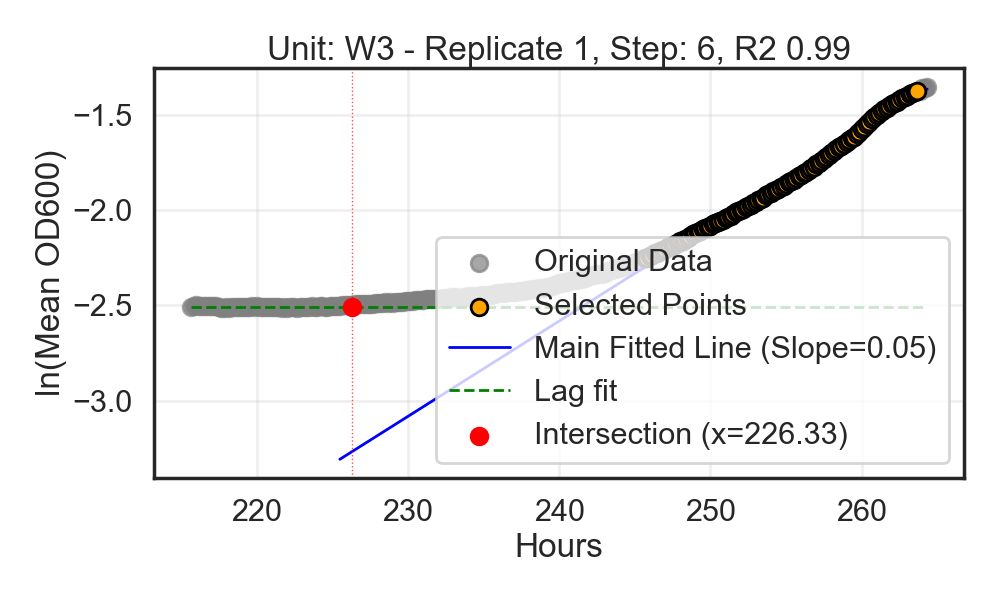 Unit: W3 - Replicate 1, Step: 6, R2 0.99
ln(Mean OD600)
−1.5
−2.0
−2.5
−3.0
Original Data
Selected Points
Main Fitted Line (Slope=0.05)
Lag fit
Intersection (x=226.33)
220 230 240 250 260
Hours